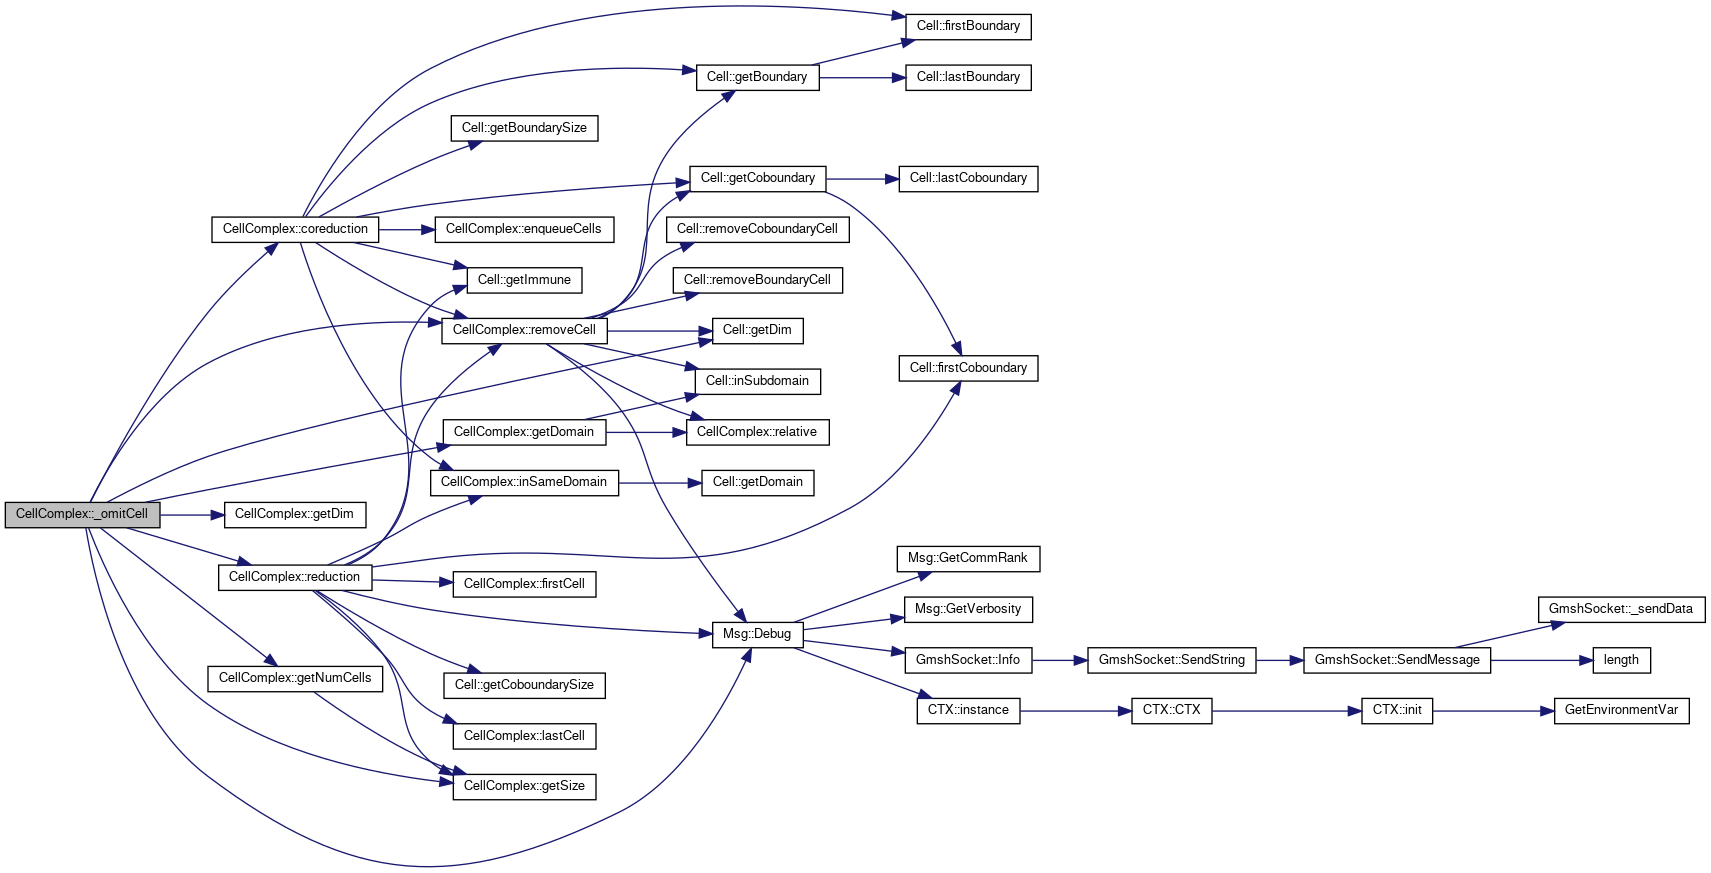 Cell::firstBoundary
Cell::getBoundary
Cell::lastBoundary
Cell::getBoundarySize
Cell::getCoboundary
Cell::lastCoboundary
CellComplex::coreduction
CellComplex::enqueueCells
Cell::removeCoboundaryCell
Cell::getImmune
Cell::removeBoundaryCell
CellComplex::removeCell
Cell::getDim
Cell::firstCoboundary
Cell::inSubdomain
CellComplex::getDomain
CellComplex::relative
CellComplex::inSameDomain
Cell::getDomain
CellComplex::_omitCell
CellComplex::getDim
Msg::GetCommRank
CellComplex::reduction
CellComplex::firstCell
Msg::GetVerbosity
GmshSocket::_sendData
Msg::Debug
GmshSocket::Info
GmshSocket::SendString
GmshSocket::SendMessage
length
CellComplex::getNumCells
Cell::getCoboundarySize
CTX::instance
CTX::CTX
CTX::init
GetEnvironmentVar
CellComplex::lastCell
CellComplex::getSize